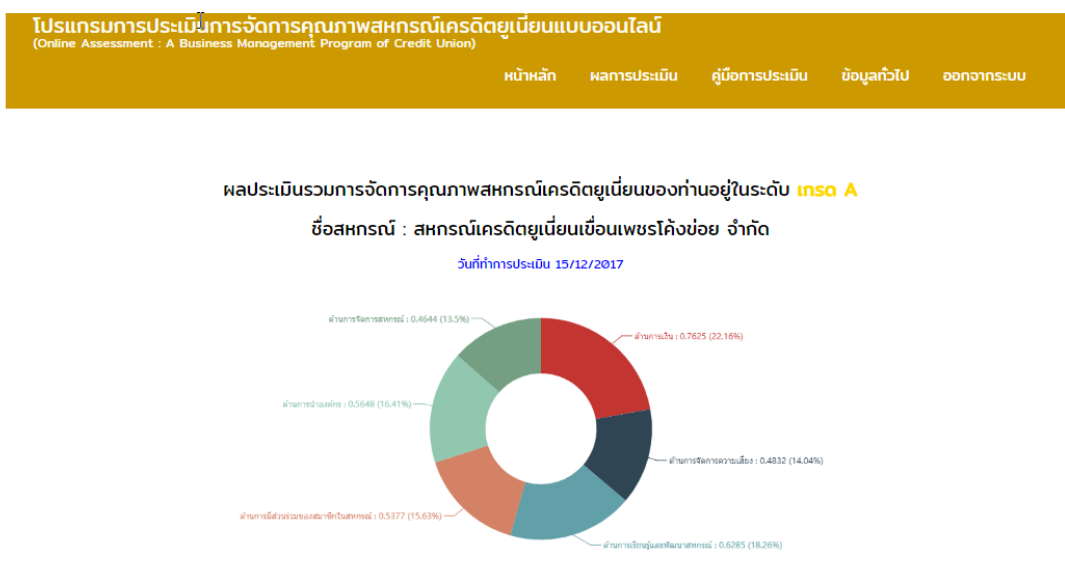 โปรแกรมการประเมินการจัดการคุณภาพสหกรณ์เครดิตยูเนี่ยนแบบออนไลน์
(Online Assessment : A Business Management Program of Credit Union)
หน้าหลัก ผลการประเมิน คู่มือการประเมิน ข้อมูลทั่วไป ออกจากระบบ
ผลประเมินรวมการจัดการคุณภาพสหกรณ์เครดิตยูเนี่ยนของท่านอยู่ในระดับ เกรด A
ชื่อสหกรณ์ : สหกรณ์เครดิตยูเนี่ยนเขื่อนเพชรโค้งข่อย จำกัด
วันที่ทำการประเมิน 15/12/2017
ด้านการจัดการสหกรณ์ : 0.4644 (13.5%)
ด้านการเงิน : 0.7625 (22.16%)
ด้านการนำองค์กร : 0.5648 (16.41%)
ด้านการจัดการความเสี่ยง : 0.4832 (14.04%)
ด้านการมีส่วนร่วมของสมาชิกในสหกรณ์ : 0.5377 (15.63%)
ด้านการเรียนรู้และพัฒนาสหกรณ์ : 0.6285 (18.26%)